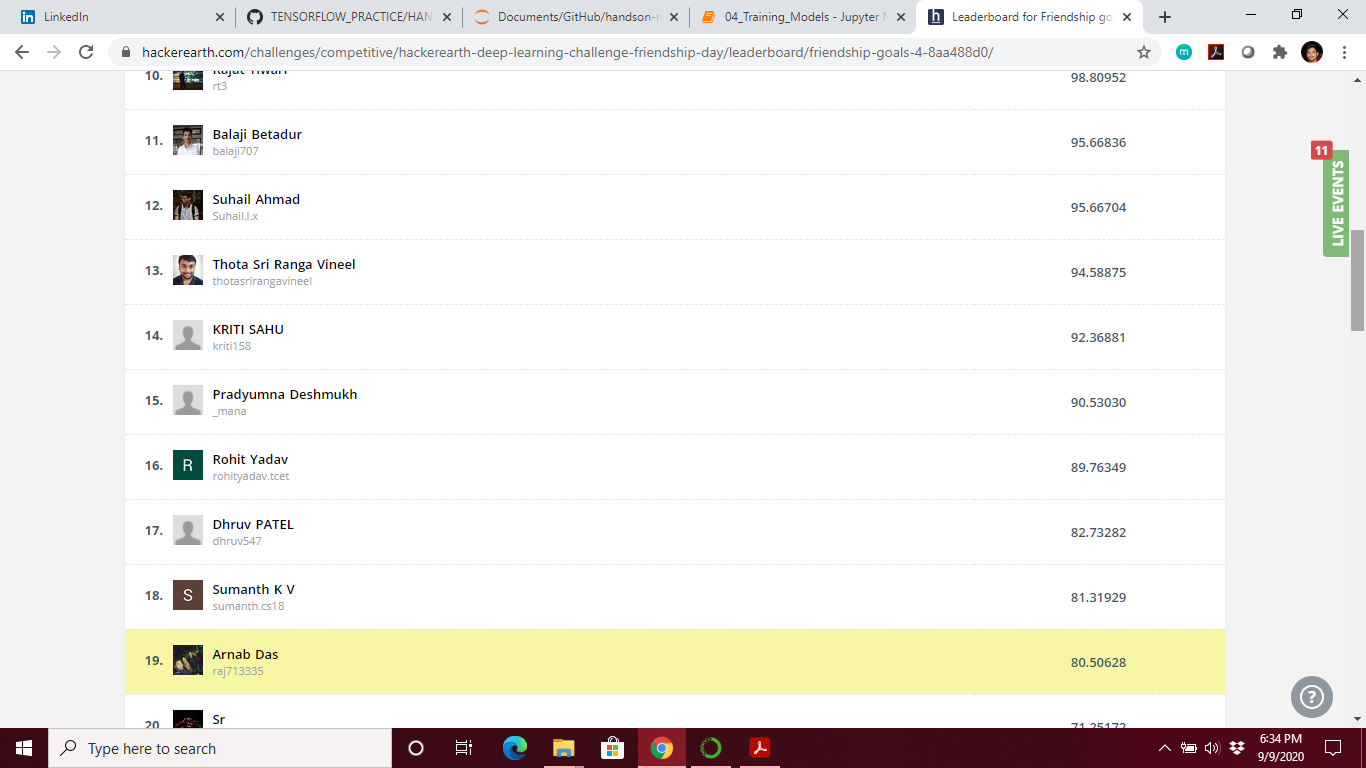 LinkedIn
TENSORFLOW_PRACTICE/HAN
Documents/GitHub/handson-m
04_Training_Models - Jupyter N
Leaderboard for Friendship go
hackerearth.com/challenges/competitive/hackerearth-deep-learning-challenge-friendship-day/leaderboard/friendship-goals-4-8aa488d0/
10. Rajat Tiwari 98.80952
rt3
11. Balaji Betadur 95.66836
balaji707
12. Suhail Ahmad 95.66704
Suhail.I.x
13. Thota Sri Ranga Vineel 94.58875
thotasrirangavineel
14. KRITI SAHU 92.36881
kriti158
15. Pradyumna Deshmukh 90.53030
_mana
16. R Rohit Yadav 89.76349
rohityadav.tcet
17. Dhruv PATEL 82.73282
dhruv547
18. S Sumanth K V 81.31929
sumanth.cs18
19. Arnab Das 80.50628
raj713335
20. Sr 71.25172
11
LIVE EVENTS
?
Type here to search
6:34 PM
9/9/2020